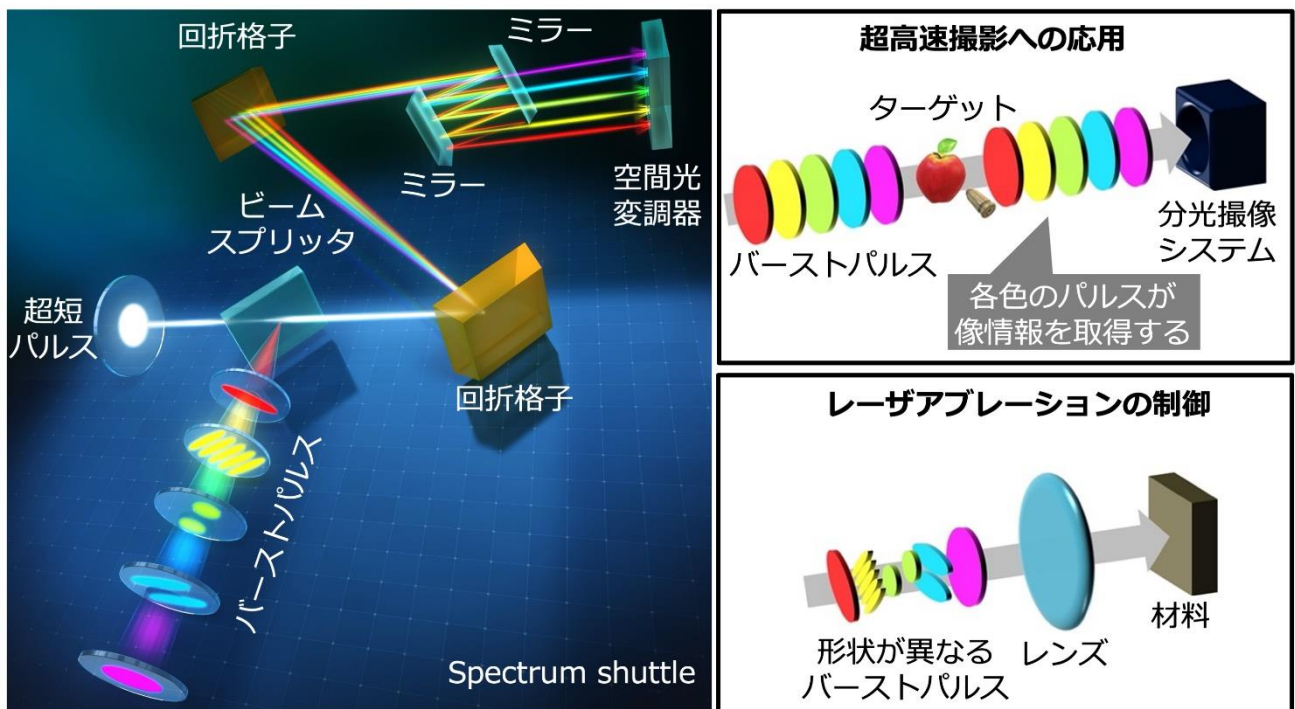 回折格子
ミラー
ミラー
空間光
変調器
ビーム
スプリッタ
超短
パルス
回折格子
バーストパルス
Spectrum shuttle
超高速撮影への応用
ターゲット
バーストパルス
分光撮像
システム
各色のパルスが
像情報を取得する
レーザアブレーションの制御
形状が異なる
バーストパルス
レンズ
材料